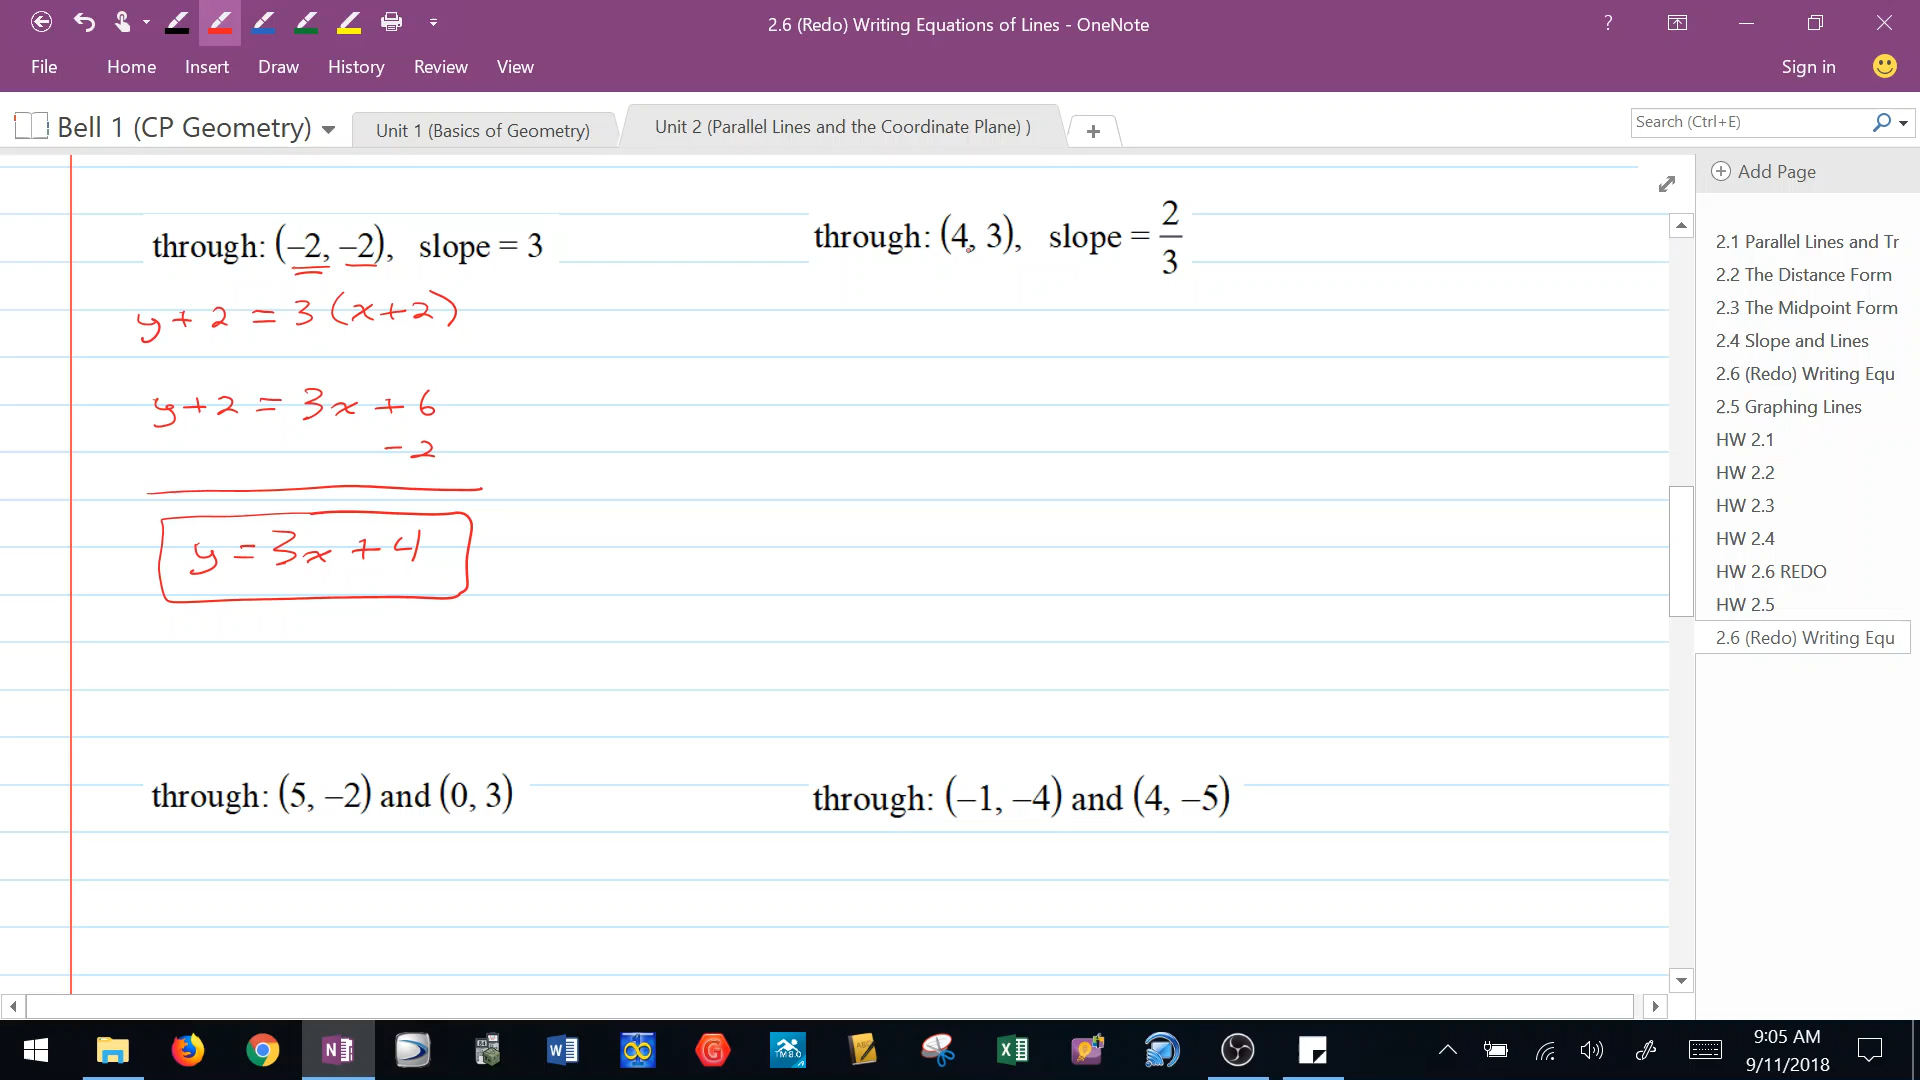 2.6 (Redo) Writing Equations of Lines - OneNote
?
File Home Insert Draw History Review View
Sign in
Bell 1 (CP Geometry)
Unit 1 (Basics of Geometry)
Unit 2 (Parallel Lines and the Coordinate Plane) )
+
Search (Ctrl+E)
Add Page
2.1 Parallel Lines and Tr
2.2 The Distance Form
2.3 The Midpoint Form
2.4 Slope and Lines
2.6 (Redo) Writing Equ
2.5 Graphing Lines
HW 2.1
HW 2.2
HW 2.3
HW 2.4
HW 2.6 REDO
HW 2.5
2.6 (Redo) Writing Equ
through: (–2, –2), slope = 3
y + 2 = 3 (x + 2)
y + 2 = 3x + 6
- 2
y = 3x + 4
through: (4, 3), slope = 2/3
through: (5, –2) and (0, 3)
through: (–1, –4) and (4, –5)
9:05 AM
9/11/2018